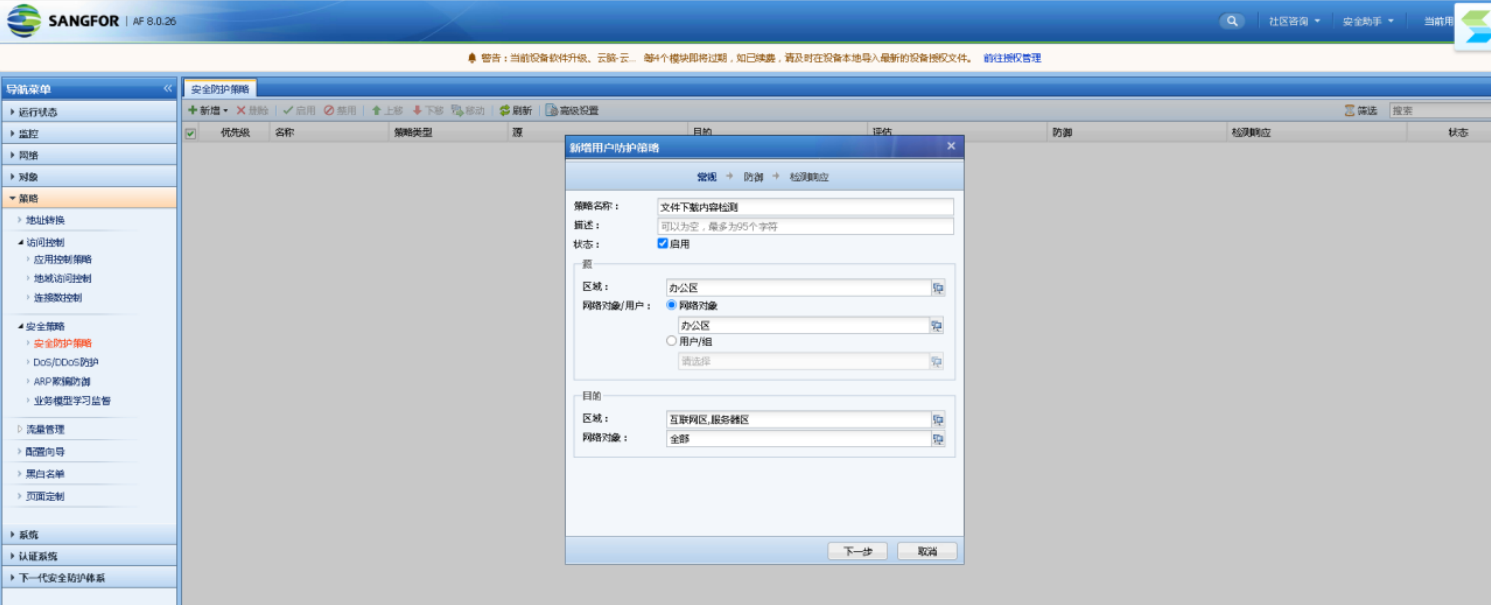 SANGFOR | AF 8.0.26
社区咨询 安全助手 当前用
警告：当前设备软件升级、云脑-云... 等4个模块即将过期，如已续费，请及时在设备本地导入最新的设备授权文件。 前往授权管理
导航菜单
运行状态
监控
网络
对象
策略
地址转换
访问控制
应用控制策略
地域访问控制
连接数控制
安全策略
安全防护策略
DoS/DDoS防护
ARP欺骗防御
业务模型学习监督
流量管理
配置向导
黑白名单
页面定制
系统
认证系统
下一代安全防护体系
安全防护策略
新增 删除 启用 禁用 上移 下移 移动 刷新 高级设置 筛选 搜索
优先级 名称 策略类型 源 目的 评估 防御 检测响应 状态
新增用户防护策略
常规 → 防御 → 检测响应
策略名称： 文件下载内容检测
描述： 可以为空，最多为95个字符
状态： 启用
源
区域： 办公区
网络对象/用户： 网络对象
办公区
用户/组
请选择
目的
区域： 互联网区,服务器区
网络对象： 全部
下一步 取消